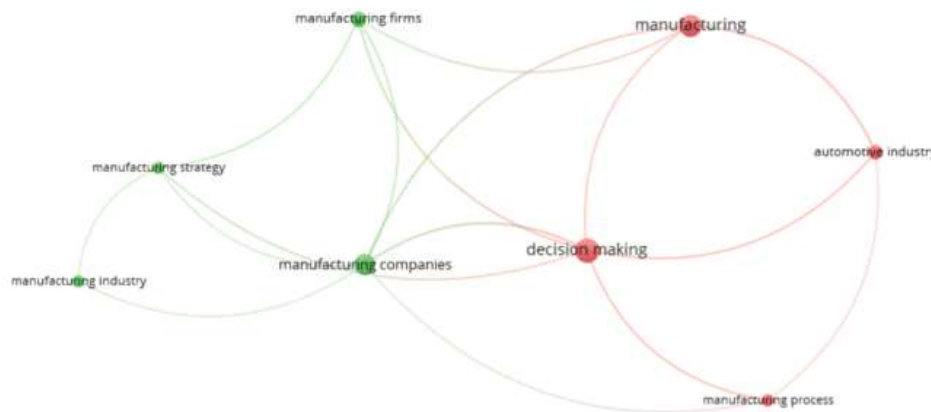 manufacturing firms
manufacturing
automotive industry
manufacturing strategy
decision making
manufacturing companies
manufacturing industry
manufacturing process